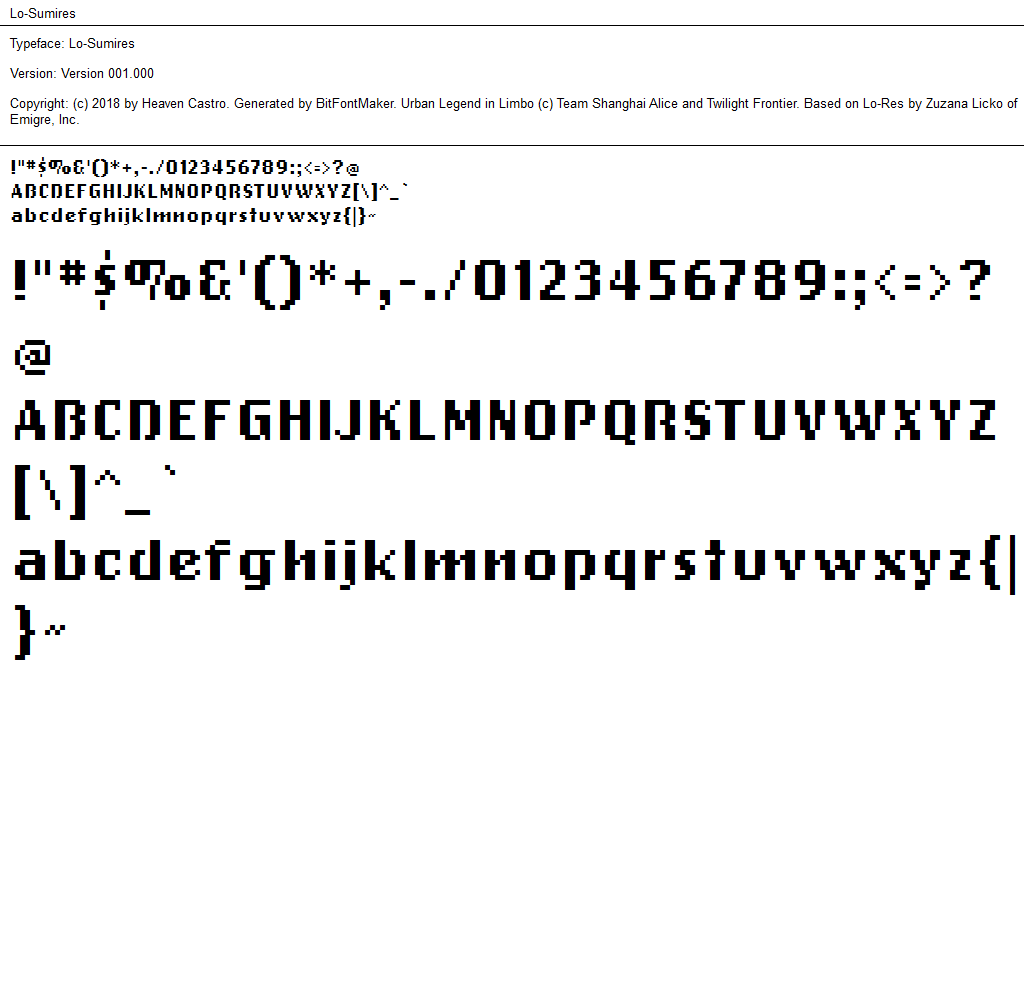 Lo-Sumires
Typeface: Lo-Sumires
Version: Version 001.000
Copyright: (c) 2018 by Heaven Castro. Generated by BitFontMaker. Urban Legend in Limbo (c) Team Shanghai Alice and Twilight Frontier. Based on Lo-Res by Zuzana Licko of
Emigre, Inc.
!"#$%&'()*+,-./0123456789:;<=>?@
ABCDEFGHIJKLMNOPQRSTUVWXYZ[\]^_`
abcdefghijklmnopqrstuvwxyz{|}~
!"#$%&'()*+,-./0123456789:;<=>?
@
ABCDEFGHIJKLMNOPQRSTUVWXYZ
[\]^_`
abcdefghijklmnopqrstuvwxyz{|
}~